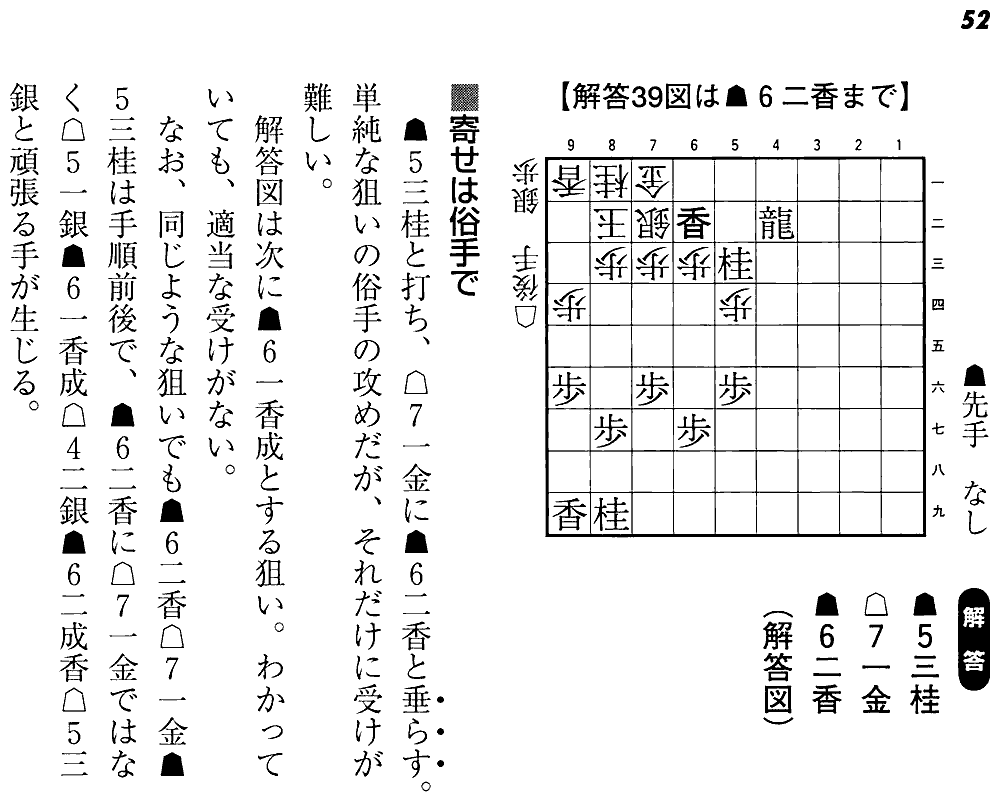 52
【解答39図は☗6二香まで】
9 8 7 6 5 4 3 2 1
香 桂 金 一
王 銀 香 龍 二
歩 歩 歩 桂 三
歩 歩 四
五
歩 歩 歩 六
歩 歩 七
八
香 桂 九
☗先手 なし
☖後手 銀歩
解答
☗5三桂
☖7一金
☗6二香
(解答図)
■寄せは俗手で
☗5三桂と打ち、☖7一金に☗6二香と垂らす。
単純な狙いの俗手の攻めだが、それだけに受けが
難しい。
解答図は次に☗6一香成とする狙い。わかって
いても、適当な受けがない。
なお、同じような狙いでも☗6二香☖7一金☗
5三桂は手順前後で、☗6二香に☖7一金ではな
く☖5一銀☗6一香成☖4二銀☗6二成香☖5三
銀と頑張る手が生じる。